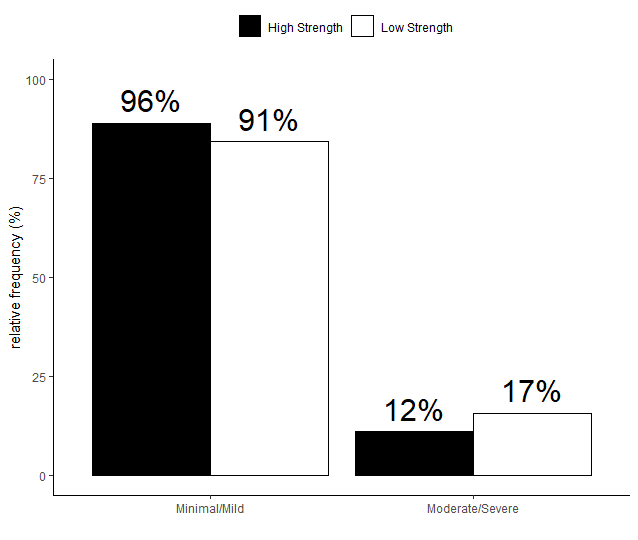 High Strength Low Strength
relative frequency (%)
100
75
50
25
0
96%
91%
12%
17%
Minimal/Mild
Moderate/Severe